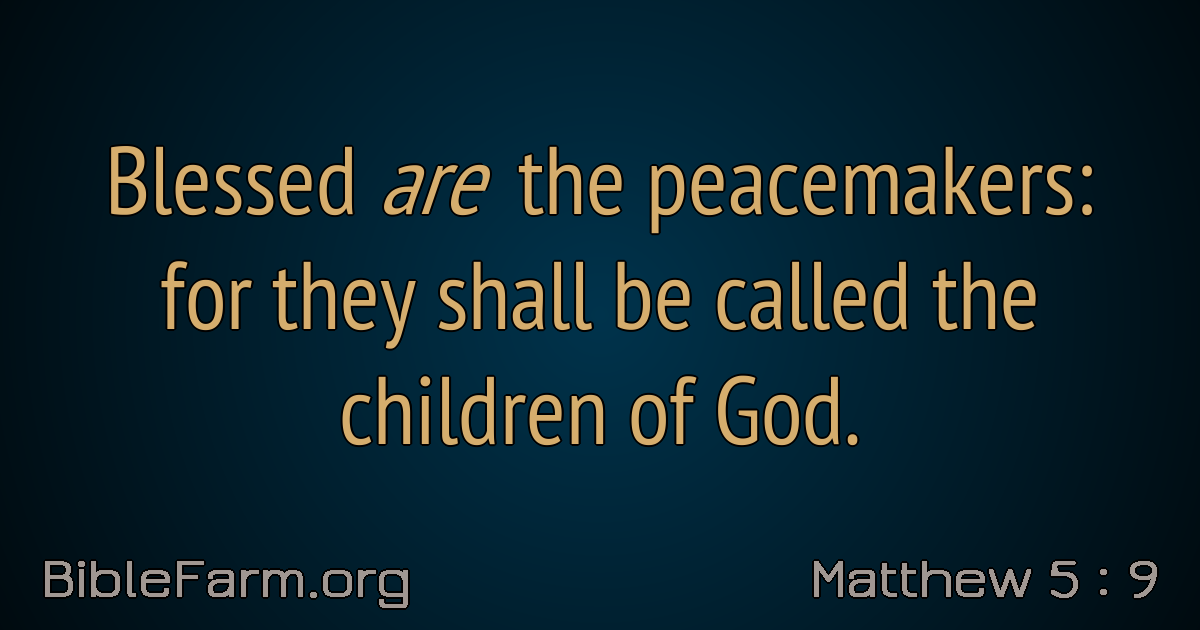 Blessed are the peacemakers:
for they shall be called the
children of God.
BibleFarm.org
Matthew 5 : 9